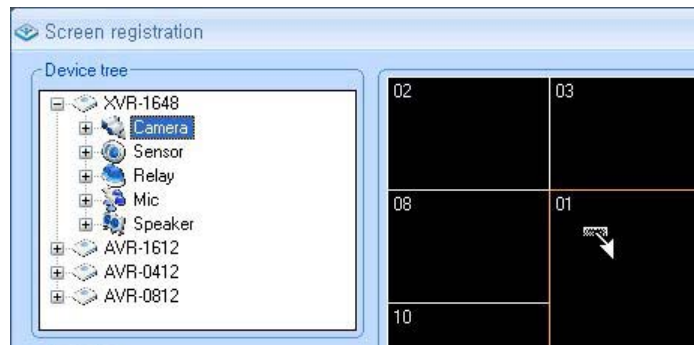 Screen registration
Device tree
XVR-1648
Camera
Sensor
Relay
Mic
Speaker
AVR-1612
AVR-0412
AVR-0812
02 03
08 01
10